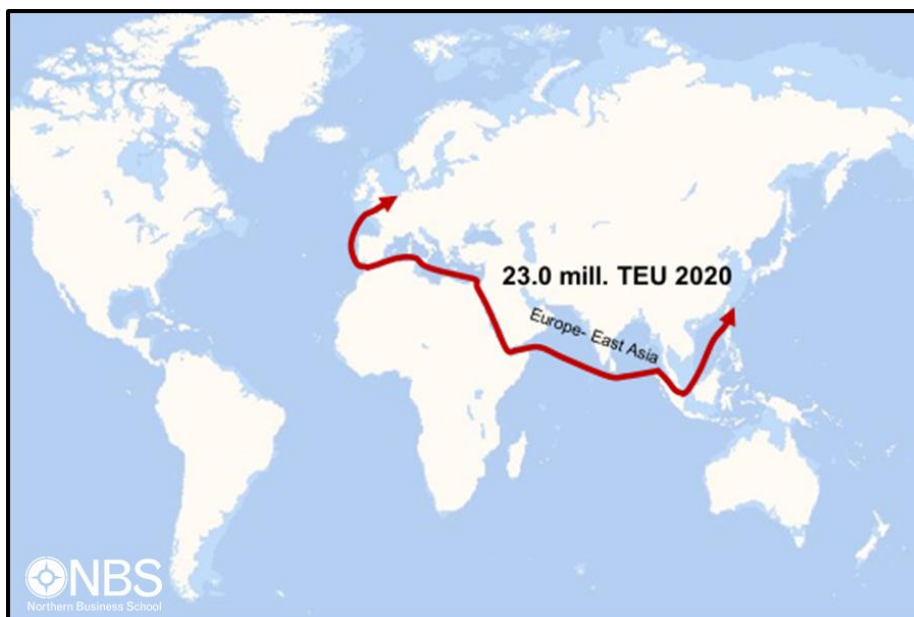 23.0 mill. TEU 2020
Europe- East Asia
NBS
Northern Business School